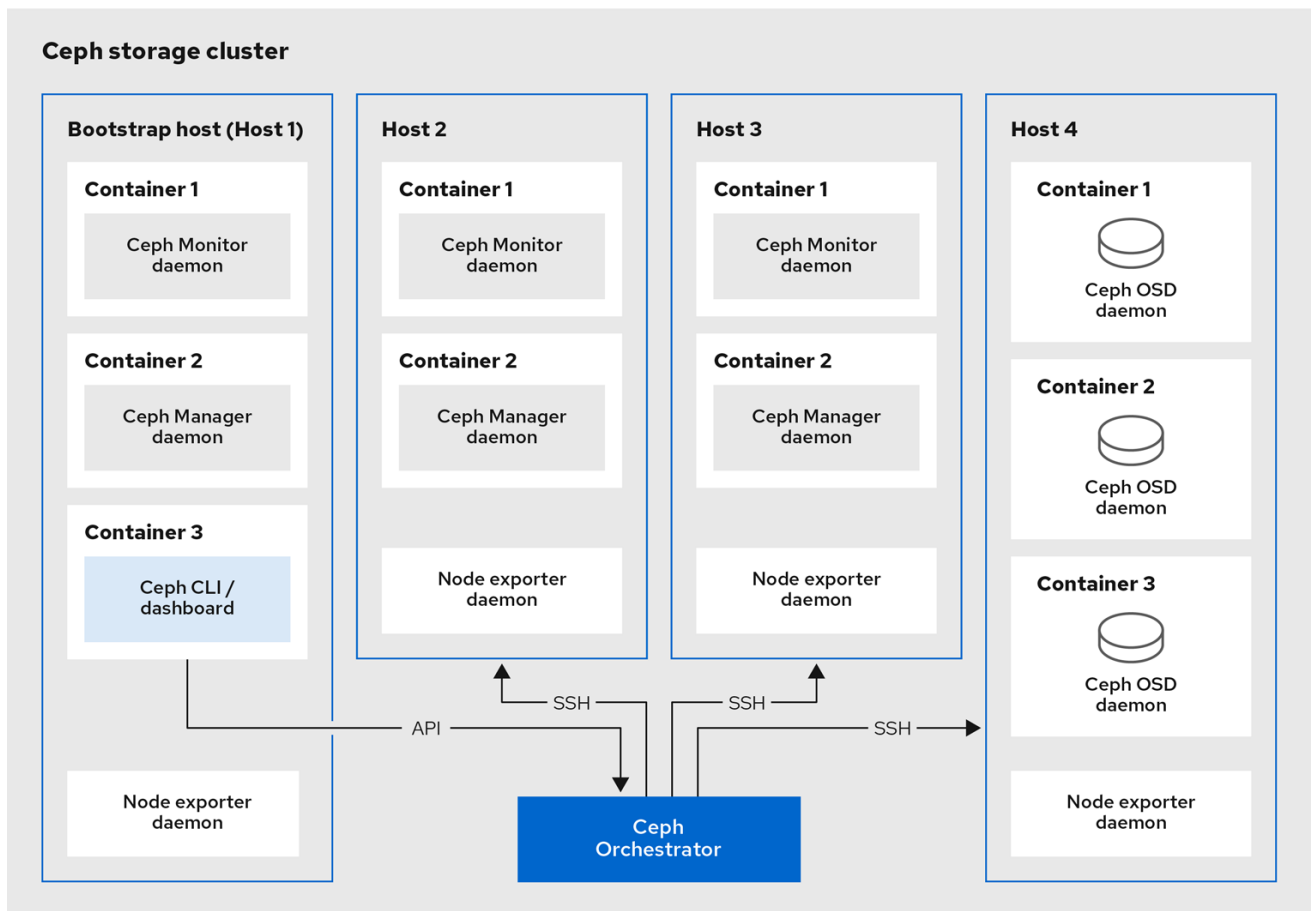 Ceph storage cluster
Bootstrap host (Host 1)
Container 1
Ceph Monitor
daemon
Container 2
Ceph Manager
daemon
Container 3
Ceph CLI /
dashboard
Node exporter
daemon
Host 2
Container 1
Ceph Monitor
daemon
Container 2
Ceph Manager
daemon
Node exporter
daemon
Host 3
Container 1
Ceph Monitor
daemon
Container 2
Ceph Manager
daemon
Node exporter
daemon
Host 4
Container 1
Ceph OSD
daemon
Container 2
Ceph OSD
daemon
Container 3
Ceph OSD
daemon
Node exporter
daemon
SSH
SSH
API
SSH
Ceph
Orchestrator